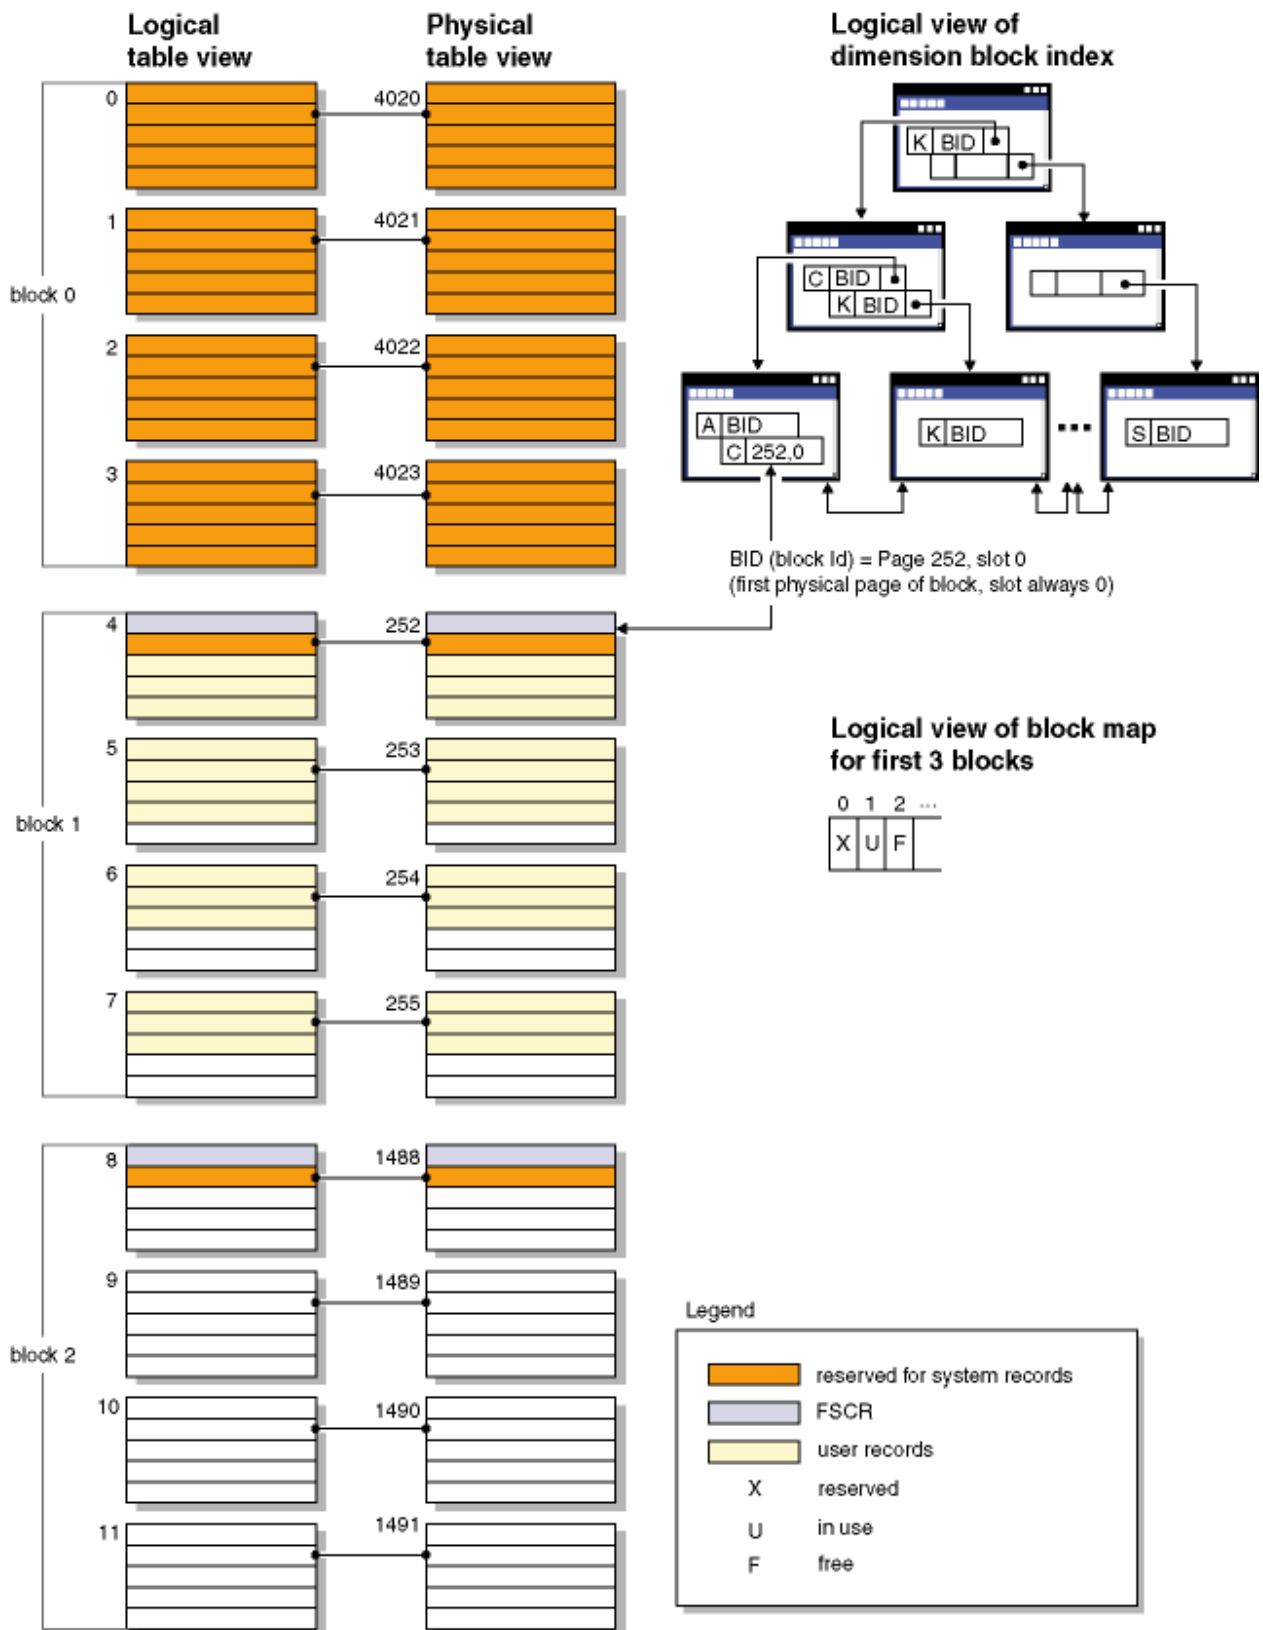 Logical
table view
Physical
table view
0
4020
1
4021
block 0
2
4022
3
4023
4
252
5
253
block 1
6
254
7
255
8
1488
9
1489
block 2
10
1490
11
1491
Logical view of
dimension block index
K BID
C BID
K BID
A BID
C 252,0
K BID
S BID
BID (block Id) = Page 252, slot 0
(first physical page of block, slot always 0)
Logical view of block map
for first 3 blocks
0 1 2 ...
X U F
Legend
reserved for system records
FSCR
user records
X reserved
U in use
F free